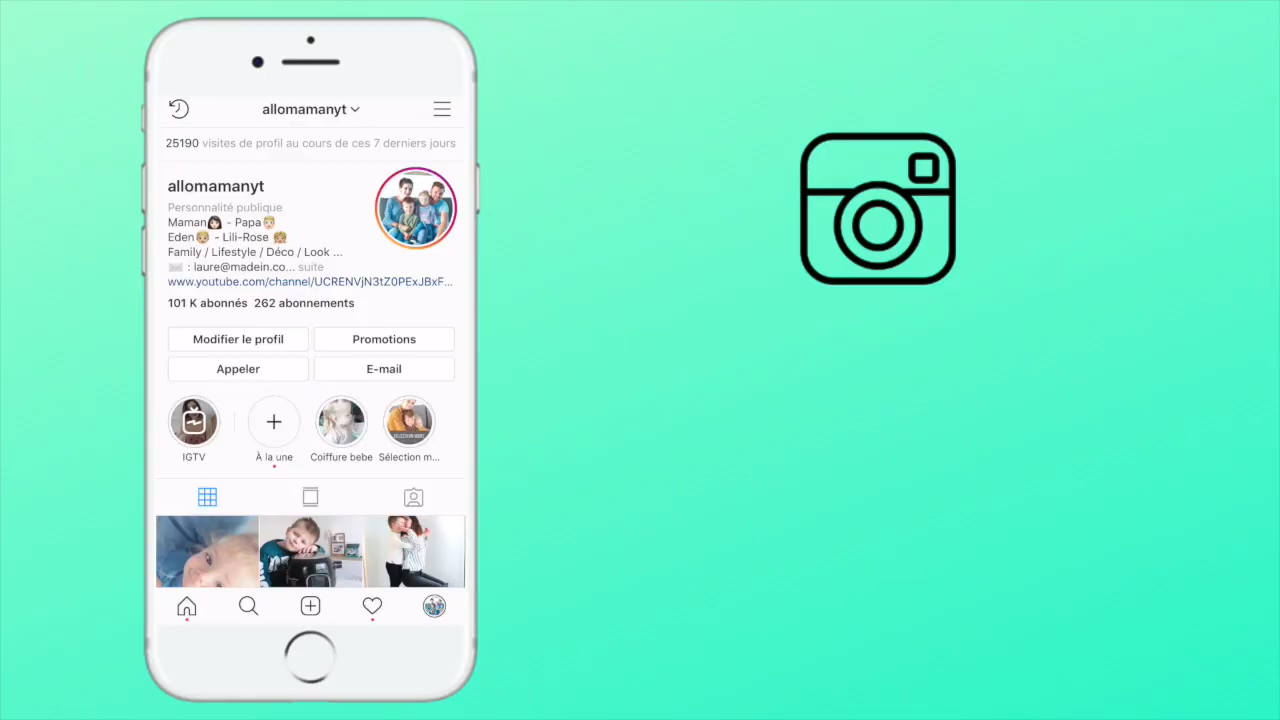 allomamanyt
25190 visites de profil au cours de ces 7 derniers jours
allomamanyt
Personnalité publique
Maman👩🏻 - Papa👨🏼
Eden👦🏼 - Lili-Rose 👧🏼
Family / Lifestyle / Déco / Look ...
📧 : laure@madein.co... suite
www.youtube.com/channel/UCRENVjN3tZ0PExJBxF...
101 K abonnés 262 abonnements
Modifier le profil Promotions
Appeler E-mail
IGTV À la une Coiffure bebe Sélection m...